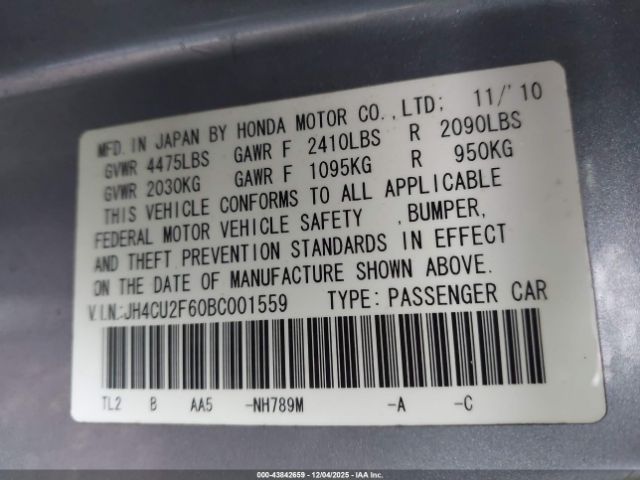 MFD. IN JAPAN BY HONDA MOTOR CO.,LTD; 11/'10
GVWR 4475LBS GAWR F 2410LBS R 2090LBS
GVWR 2030KG GAWR F 1095KG R 950KG
THIS VEHICLE CONFORMS TO ALL APPLICABLE
FEDERAL MOTOR VEHICLE SAFETY ,BUMPER,
AND THEFT PREVENTION STANDARDS IN EFFECT
ON THE DATE OF MANUFACTURE SHOWN ABOVE.
V.I.N.:JH4CU2F60BC001559 TYPE: PASSENGER CAR
TL2 B AA5 -NH789M -A -C
000-43842659 - 12/04/2025 - IAAI Inc.